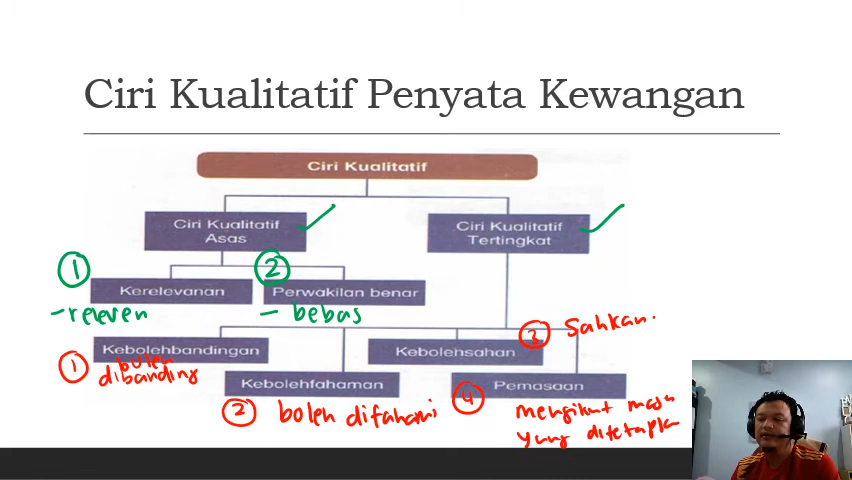 Ciri Kualitatif Penyata Kewangan
Ciri Kualitatif
Ciri Kualitatif
Asas
Ciri Kualitatif
Tertingkat
1
2
Kerelevanan
Perwakilan benar
- releven
- bebas
3 Sahkan.
Kebolehbandingan
Kebolehsahan
1 boleh
dibanding
Kebolehfahaman
Pemasaan
2 boleh difahami
4 mengikut masa
yang ditetapka